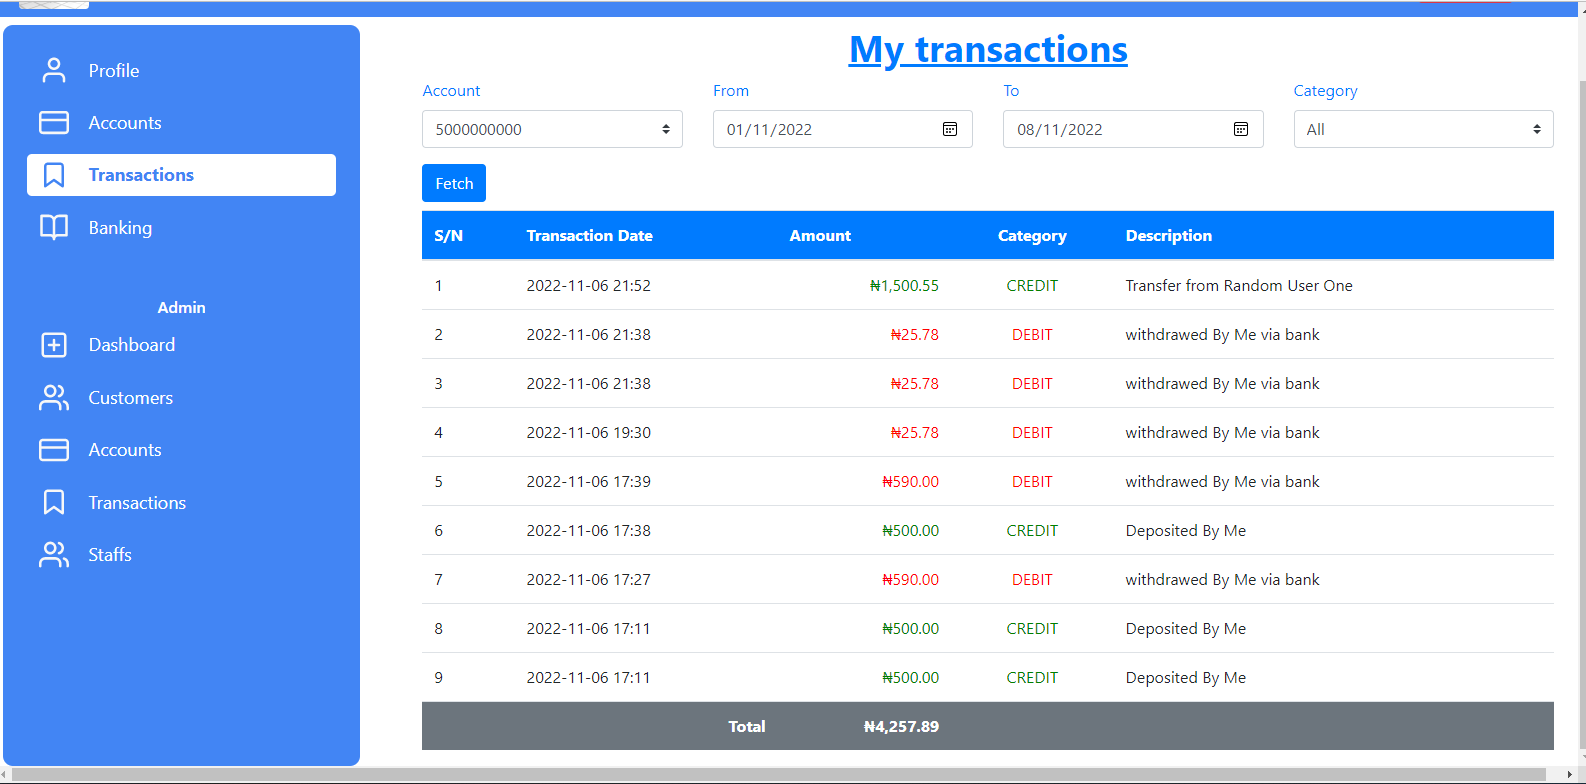 Profile
Accounts
Transactions
Banking
Admin
Dashboard
Customers
Accounts
Transactions
Staffs
My transactions
Account From To Category
5000000000 01/11/2022 08/11/2022 All
Fetch
S/N Transaction Date Amount Category Description
1 2022-11-06 21:52 ₦1,500.55 CREDIT Transfer from Random User One
2 2022-11-06 21:38 ₦25.78 DEBIT withdrawed By Me via bank
3 2022-11-06 21:38 ₦25.78 DEBIT withdrawed By Me via bank
4 2022-11-06 19:30 ₦25.78 DEBIT withdrawed By Me via bank
5 2022-11-06 17:39 ₦590.00 DEBIT withdrawed By Me via bank
6 2022-11-06 17:38 ₦500.00 CREDIT Deposited By Me
7 2022-11-06 17:27 ₦590.00 DEBIT withdrawed By Me via bank
8 2022-11-06 17:11 ₦500.00 CREDIT Deposited By Me
9 2022-11-06 17:11 ₦500.00 CREDIT Deposited By Me
Total ₦4,257.89